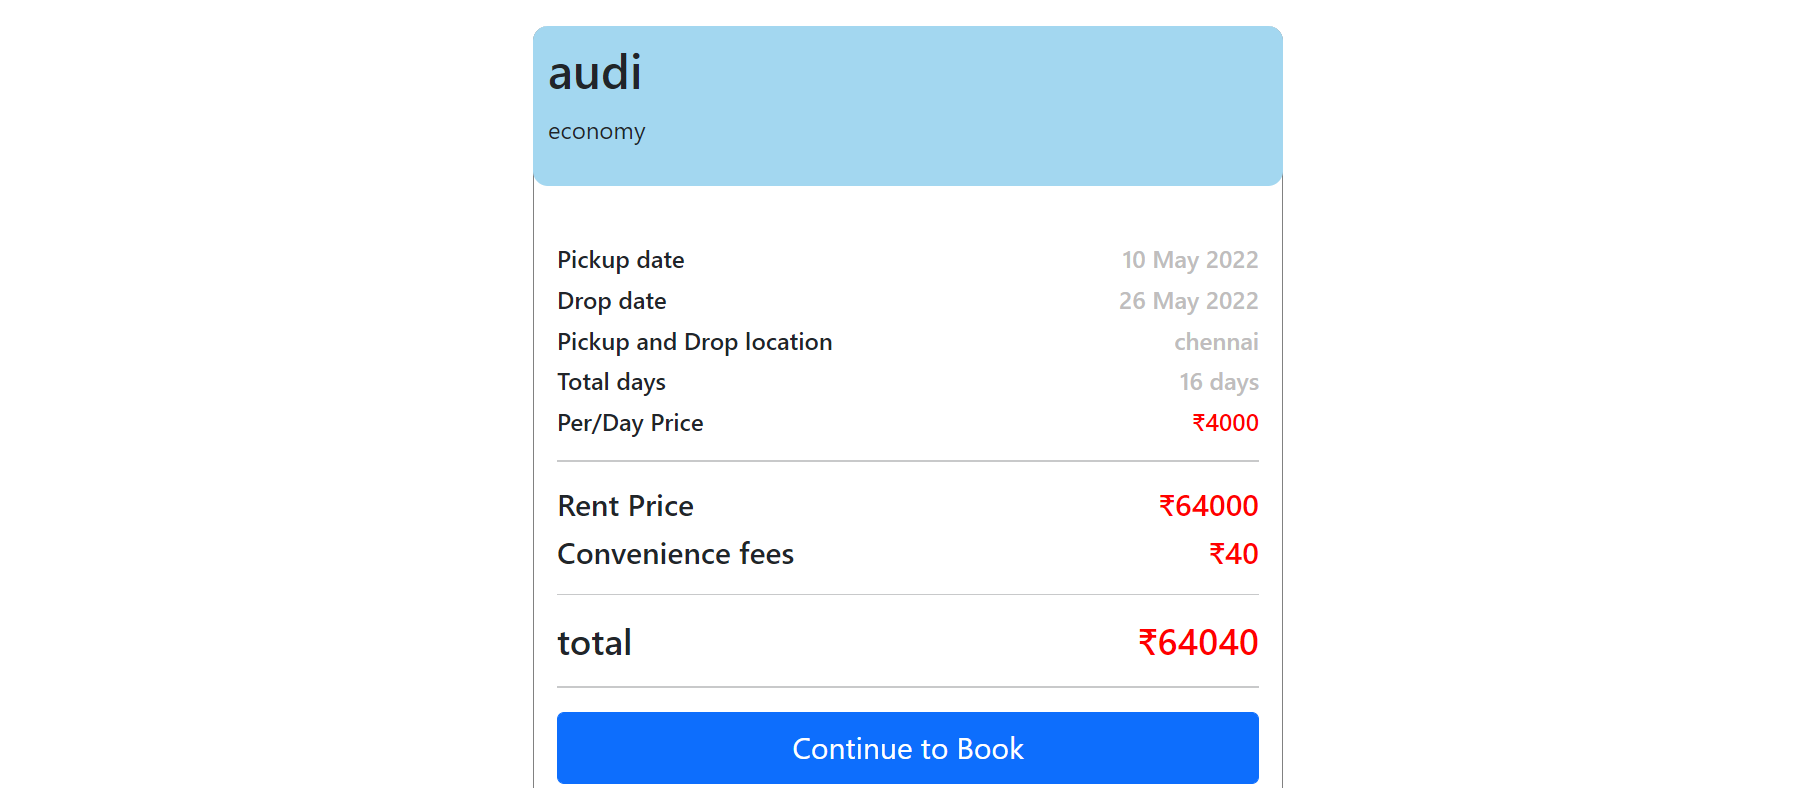 audi
economy
Pickup date 10 May 2022
Drop date 26 May 2022
Pickup and Drop location chennai
Total days 16 days
Per/Day Price ₹4000
Rent Price ₹64000
Convenience fees ₹40
total ₹64040
Continue to Book